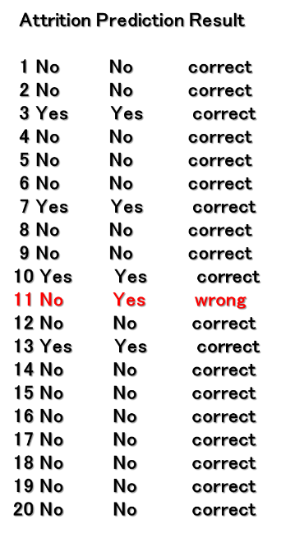 Attrition Prediction Result
1 No No correct
2 No No correct
3 Yes Yes correct
4 No No correct
5 No No correct
6 No No correct
7 Yes Yes correct
8 No No correct
9 No No correct
10 Yes Yes correct
11 No Yes wrong
12 No No correct
13 Yes Yes correct
14 No No correct
15 No No correct
16 No No correct
17 No No correct
18 No No correct
19 No No correct
20 No No correct